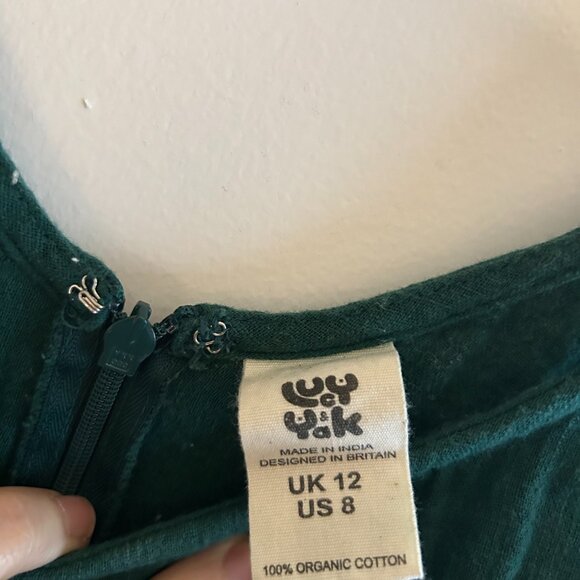 Lucy
&
Yak
MADE IN INDIA
DESIGNED IN BRITAIN
UK 12
US 8
100% ORGANIC COTTON